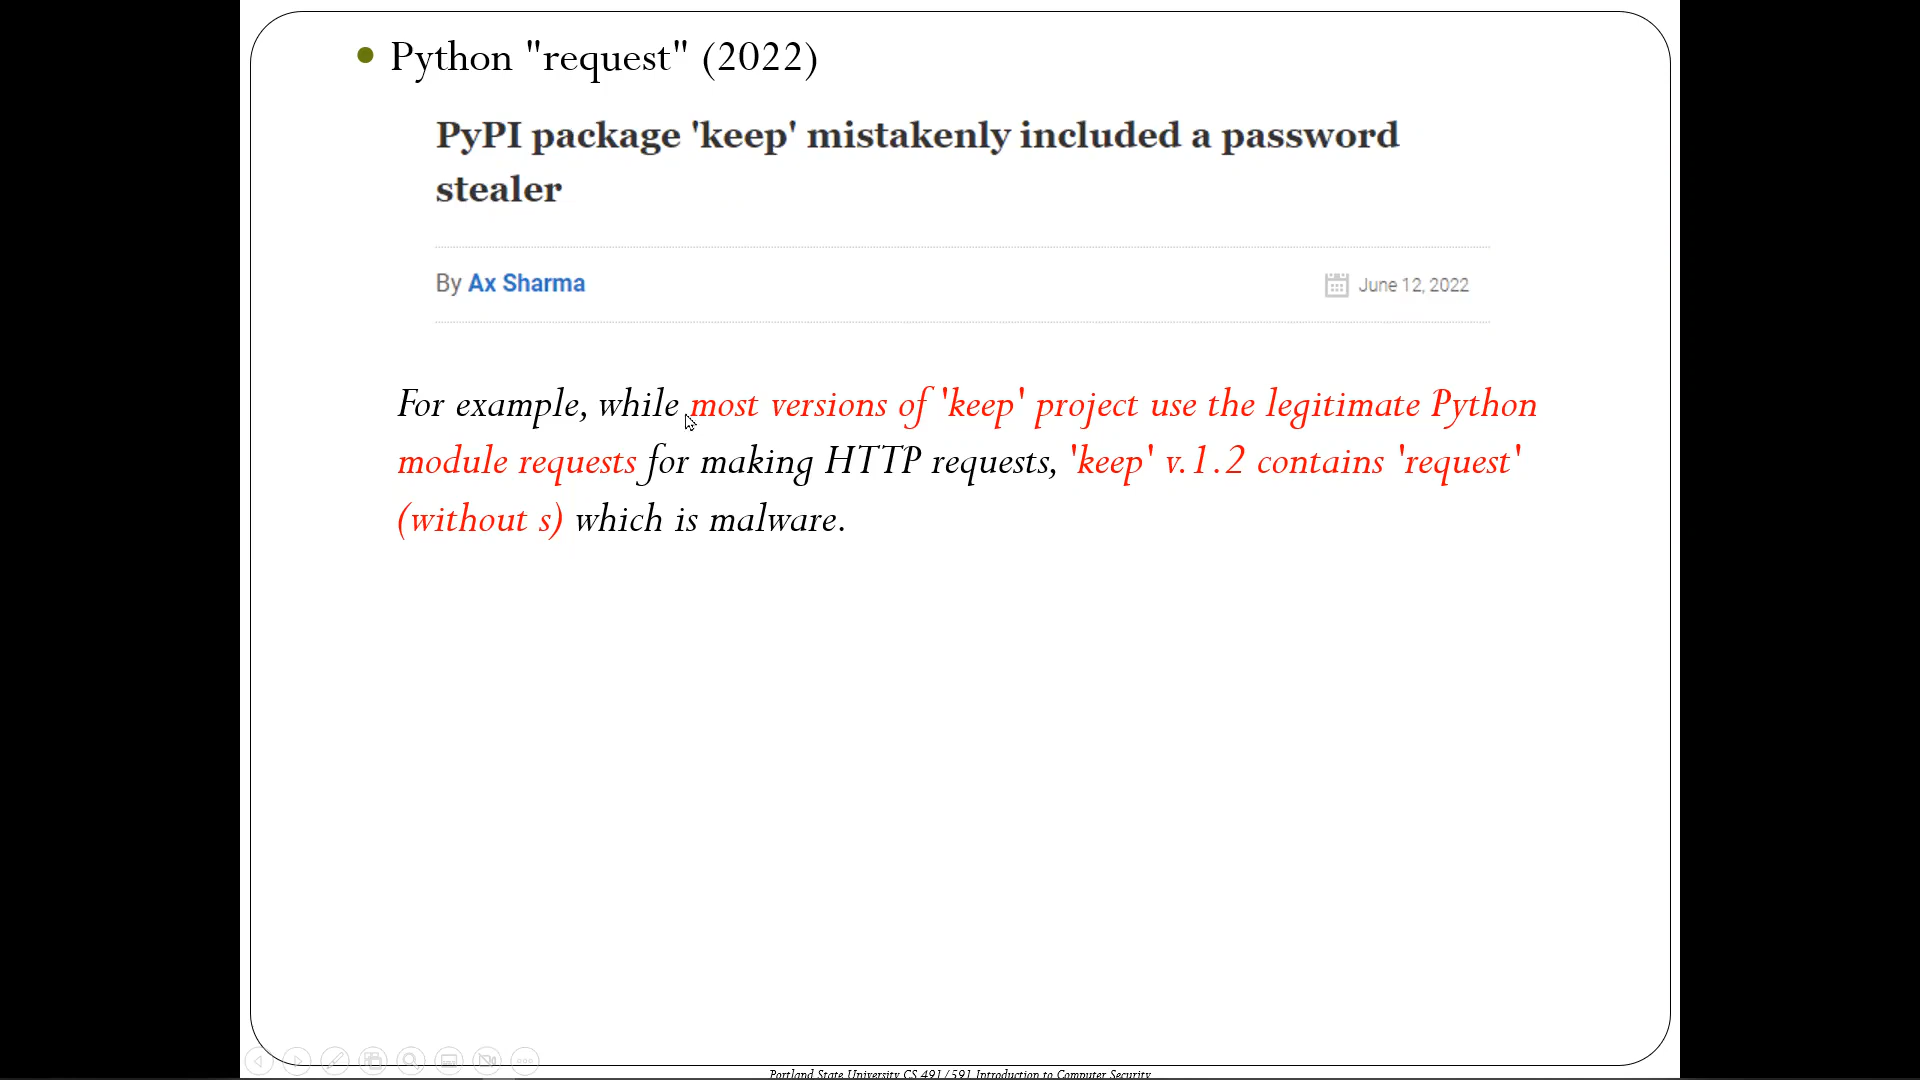 Python "request" (2022)
PyPI package 'keep' mistakenly included a password
stealer
By Ax Sharma
June 12, 2022
For example, while most versions of 'keep' project use the legitimate Python
module requests for making HTTP requests, 'keep' v.1.2 contains 'request'
(without s) which is malware.
Portland State University CS 491/591 Introduction to Computer Security